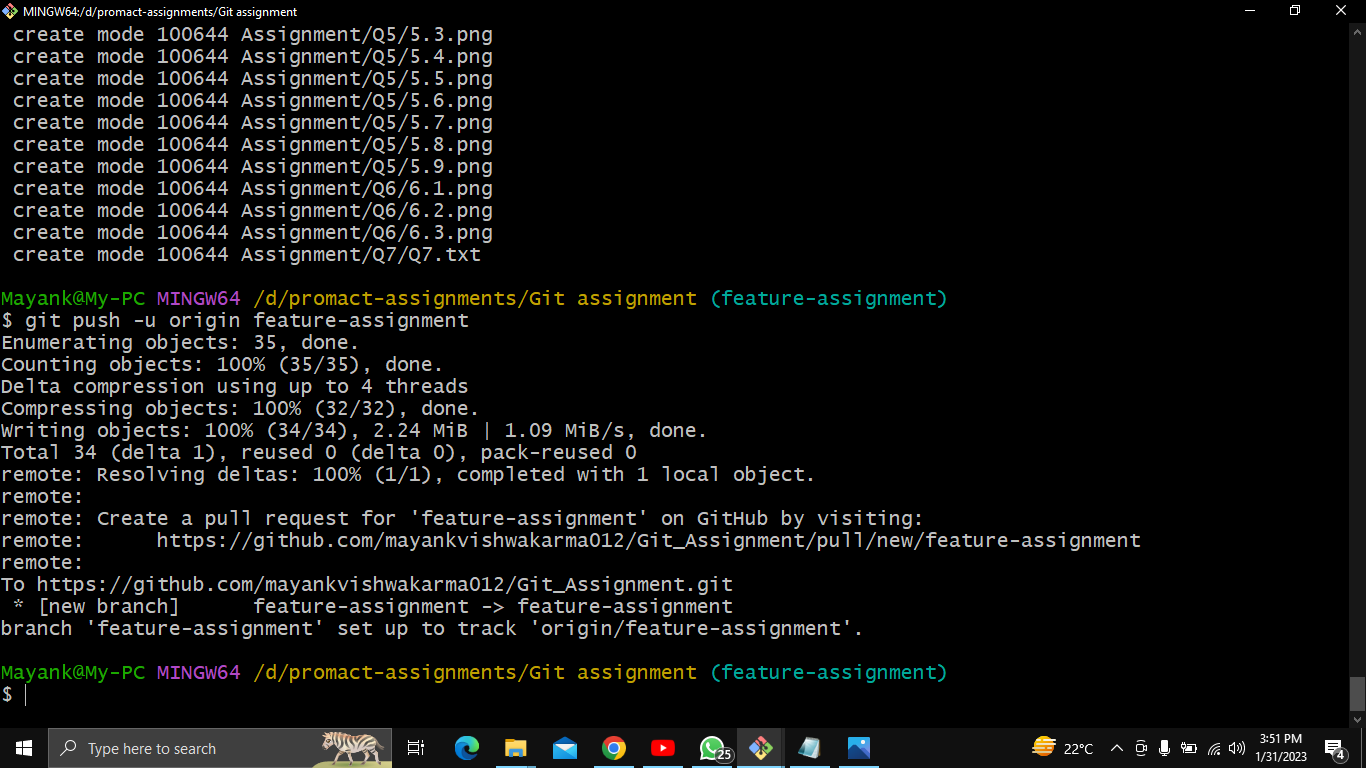 MINGW64:/d/promact-assignments/Git assignment
create mode 100644 Assignment/Q5/5.3.png
create mode 100644 Assignment/Q5/5.4.png
create mode 100644 Assignment/Q5/5.5.png
create mode 100644 Assignment/Q5/5.6.png
create mode 100644 Assignment/Q5/5.7.png
create mode 100644 Assignment/Q5/5.8.png
create mode 100644 Assignment/Q5/5.9.png
create mode 100644 Assignment/Q6/6.1.png
create mode 100644 Assignment/Q6/6.2.png
create mode 100644 Assignment/Q6/6.3.png
create mode 100644 Assignment/Q7/Q7.txt
Mayank@My-PC MINGW64 /d/promact-assignments/Git assignment (feature-assignment)
$ git push -u origin feature-assignment
Enumerating objects: 35, done.
Counting objects: 100% (35/35), done.
Delta compression using up to 4 threads
Compressing objects: 100% (32/32), done.
Writing objects: 100% (34/34), 2.24 MiB | 1.09 MiB/s, done.
Total 34 (delta 1), reused 0 (delta 0), pack-reused 0
remote: Resolving deltas: 100% (1/1), completed with 1 local object.
remote:
remote: Create a pull request for 'feature-assignment' on GitHub by visiting:
remote:      https://github.com/mayankvishwakarma012/Git_Assignment/pull/new/feature-assignment
remote:
To https://github.com/mayankvishwakarma012/Git_Assignment.git
* [new branch]      feature-assignment -> feature-assignment
branch 'feature-assignment' set up to track 'origin/feature-assignment'.
Mayank@My-PC MINGW64 /d/promact-assignments/Git assignment (feature-assignment)
$
Type here to search
25
22°C
3:51 PM
1/31/2023
4